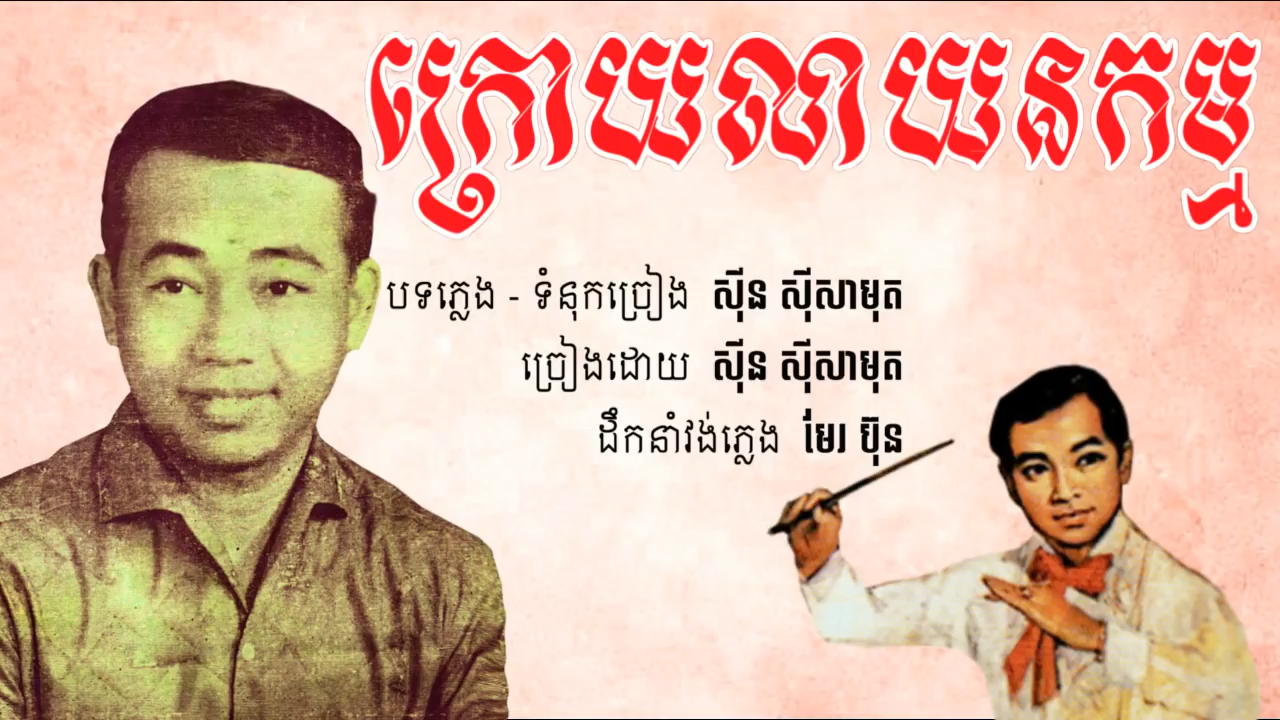 ក្រោយលាយនកម្ម
បទភ្លេង - ទំនុកច្រៀង ស៊ីន ស៊ីសាមុត
ច្រៀងដោយ ស៊ីន ស៊ីសាមុត
ដឹកនាំវង់ភ្លេង ម៉ែរ ប៊ុន